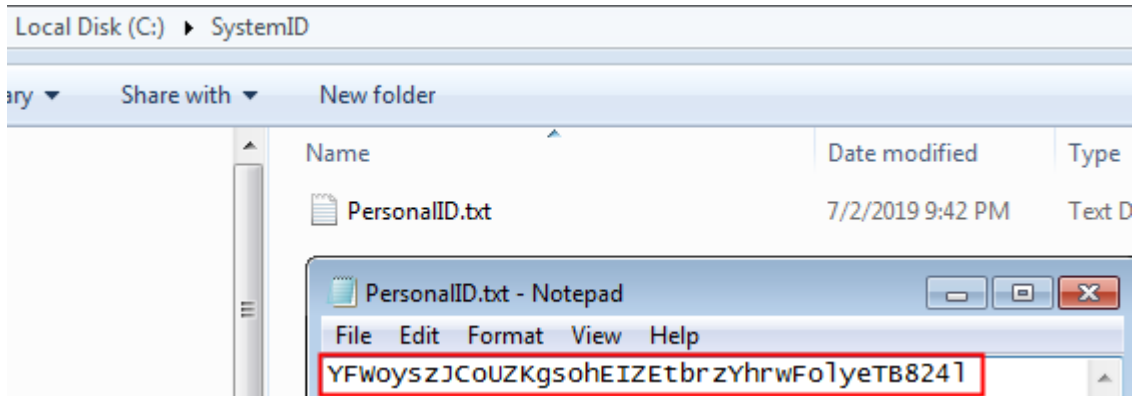 Local Disk (C:) ▸ SystemID
ary ▾ Share with ▾ New folder
Name Date modified Type
PersonalID.txt 7/2/2019 9:42 PM Text D
PersonalID.txt - Notepad
File Edit Format View Help
YFWoyszJCoUZKgsohEIZEtbrzYhrwFolyeTB824l